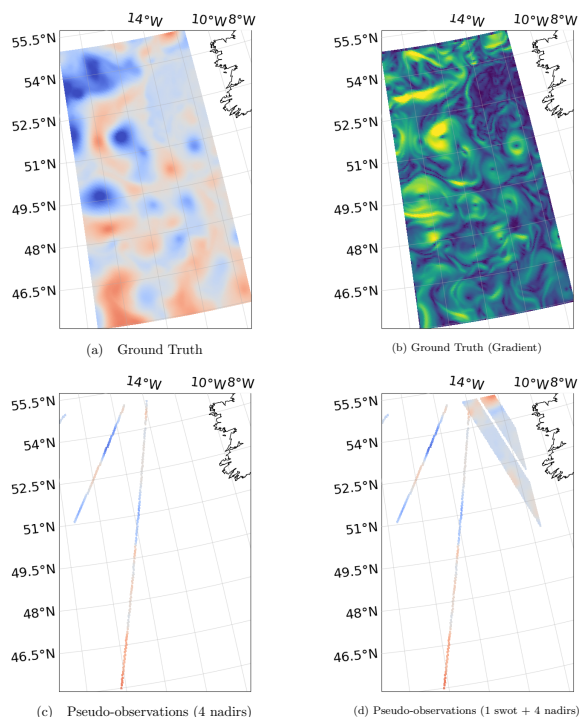 14°W 10°W8°W
55.5°N
54°N
52.5°N
51°N
49.5°N
48°N
46.5°N
(a) Ground Truth
14°W 10°W8°W
55.5°N
54°N
52.5°N
51°N
49.5°N
48°N
46.5°N
(b) Ground Truth (Gradient)
14°W 10°W8°W
55.5°N
54°N
52.5°N
51°N
49.5°N
48°N
46.5°N
(c) Pseudo-observations (4 nadirs)
14°W 10°W8°W
55.5°N
54°N
52.5°N
51°N
49.5°N
48°N
46.5°N
(d) Pseudo-observations (1 swot + 4 nadirs)